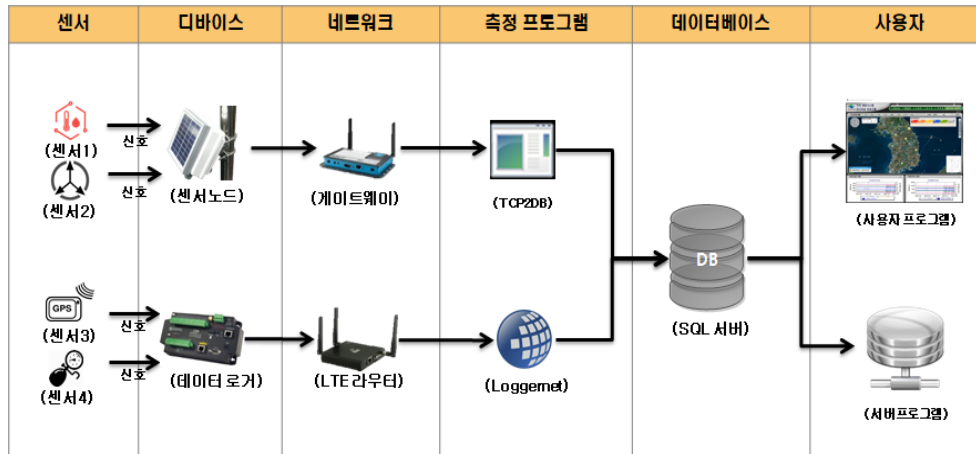 센서
디바이스
네트워크
측정 프로그램
데이터베이스
사용자
(센서1)
신호
(센서2)
신호
(센서노드)
(게이트웨이)
(TCP2DB)
(사용자 프로그램)
DB
(SQL 서버)
GPS
(센서3)
신호
(센서4)
신호
(데이터 로거)
(LTE 라우터)
(Loggernet)
(서버프로그램)